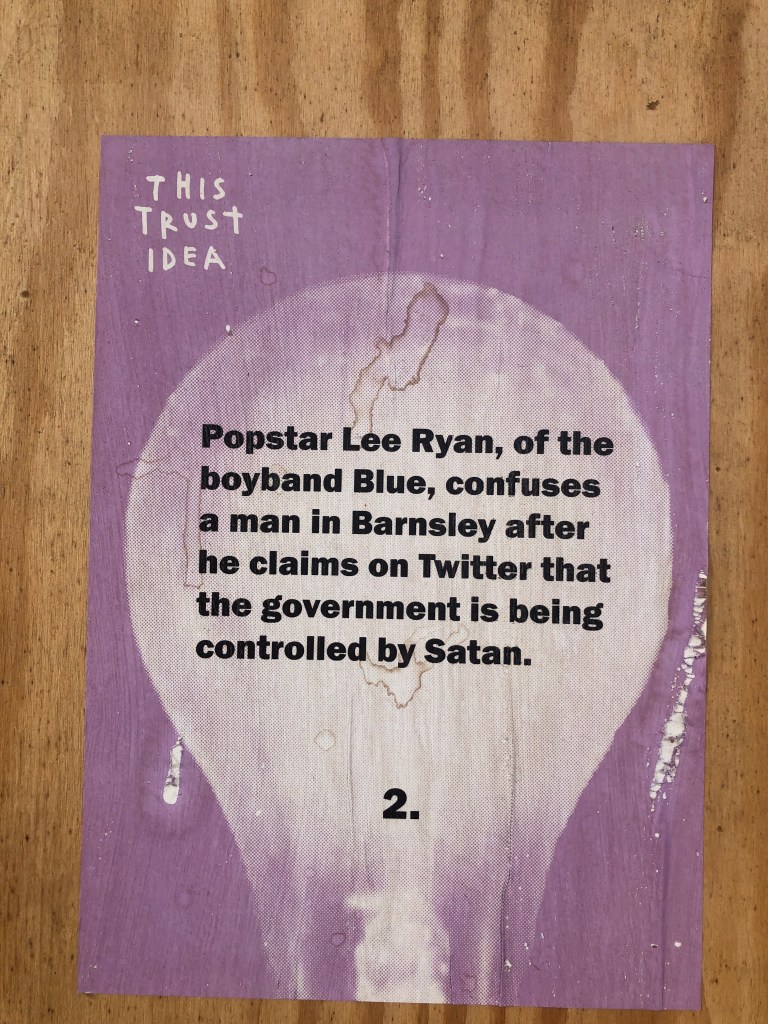 THIS
TRUST
IDEA
Popstar Lee Ryan, of the
boyband Blue, confuses
a man in Barnsley after
he claims on Twitter that
the government is being
controlled by Satan.
2.